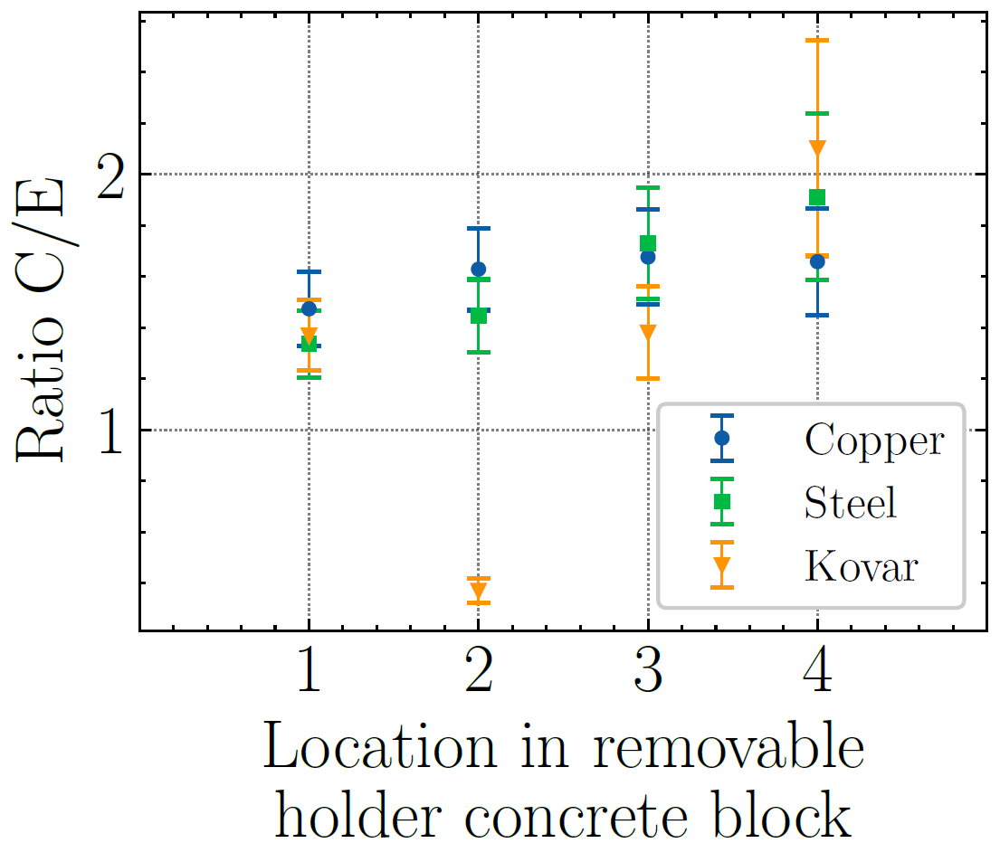 Ratio C/E
2
1
Copper
Steel
Kovar
1 2 3 4
Location in removable
holder concrete block